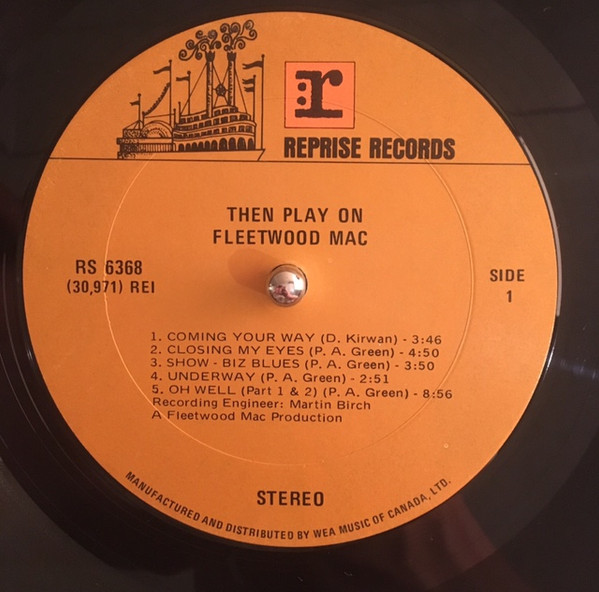 r:
REPRISE RECORDS
THEN PLAY ON
FLEETWOOD MAC
RS 6368
(30,971) REI
SIDE
1
1. COMING YOUR WAY (D. Kirwan) - 3:46
2. CLOSING MY EYES (P. A. Green) - 4:50
3. SHOW - BIZ BLUES (P. A. Green) - 3:50
4. UNDERWAY (P. A. Green) - 2:51
5. OH WELL (Part 1 & 2) (P. A. Green) - 8:56
Recording Engineer: Martin Birch
A Fleetwood Mac Production
STEREO
MANUFACTURED AND DISTRIBUTED BY WEA MUSIC OF CANADA, LTD.